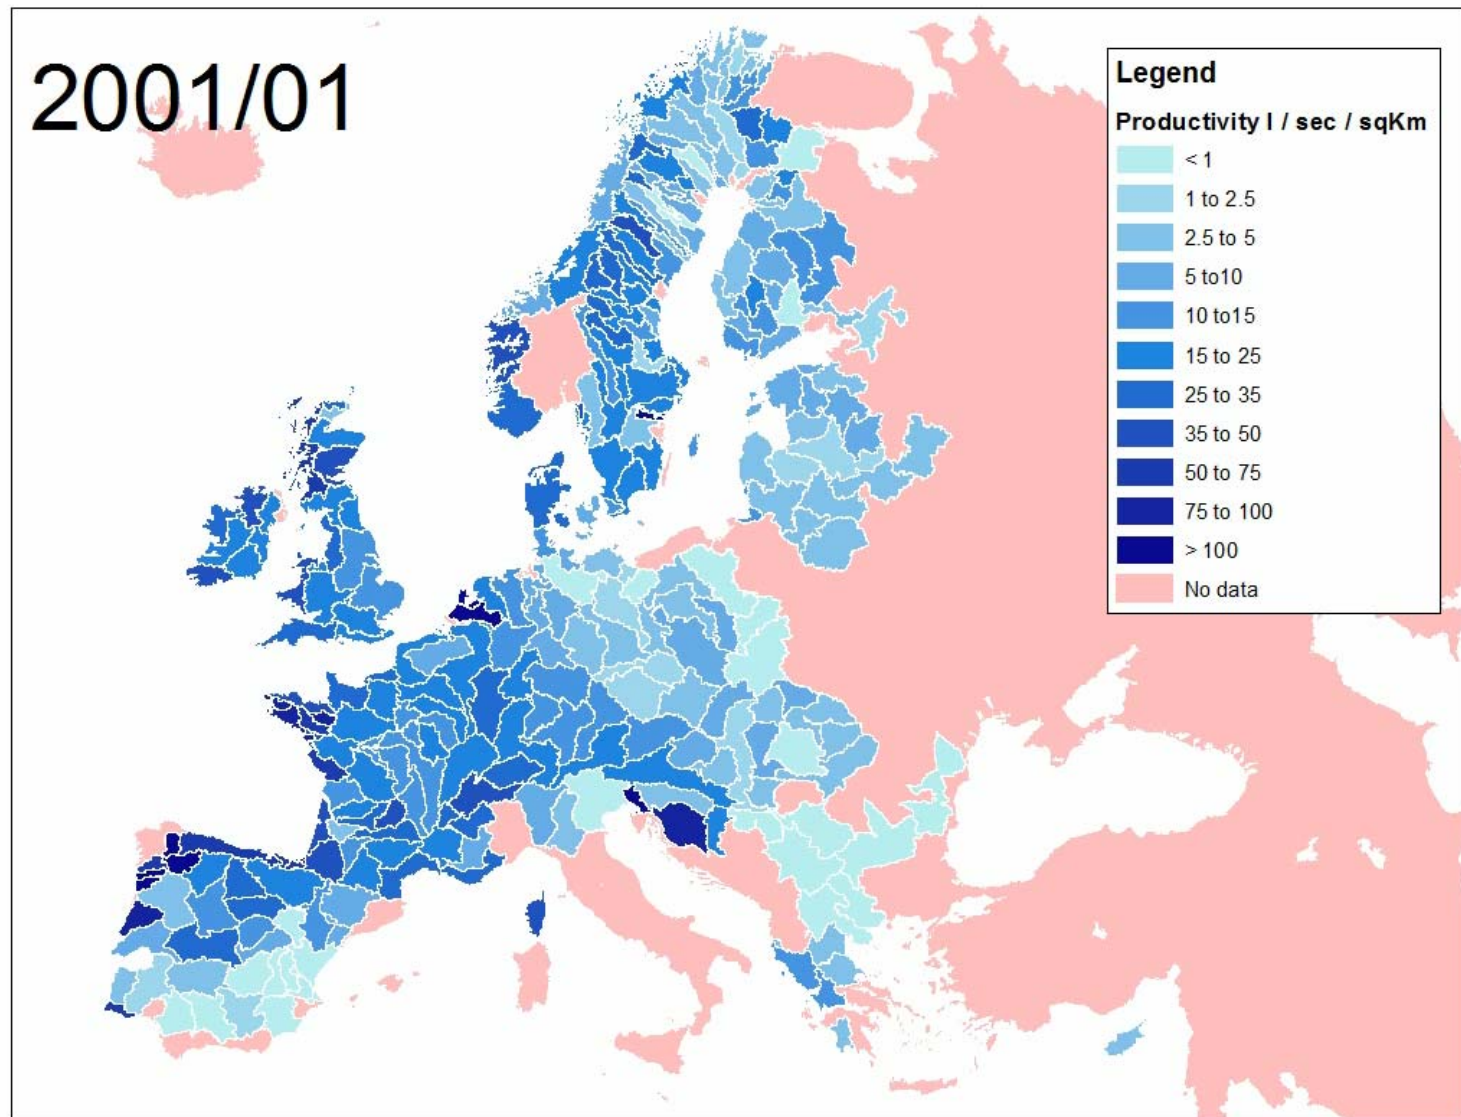 2001/01
Legend
Productivity l / sec / sqKm
< 1
1 to 2.5
2.5 to 5
5 to10
10 to15
15 to 25
25 to 35
35 to 50
50 to 75
75 to 100
> 100
No data